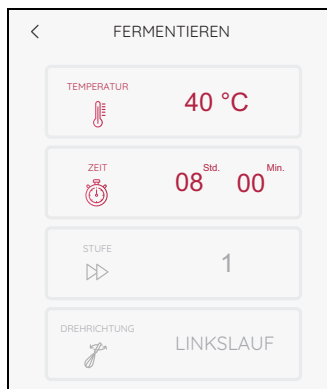 FERMENTIEREN
TEMPERATUR
40 °C
ZEIT
08 Std. 00 Min.
STUFE
1
DREHRICHTUNG
LINKSLAUF